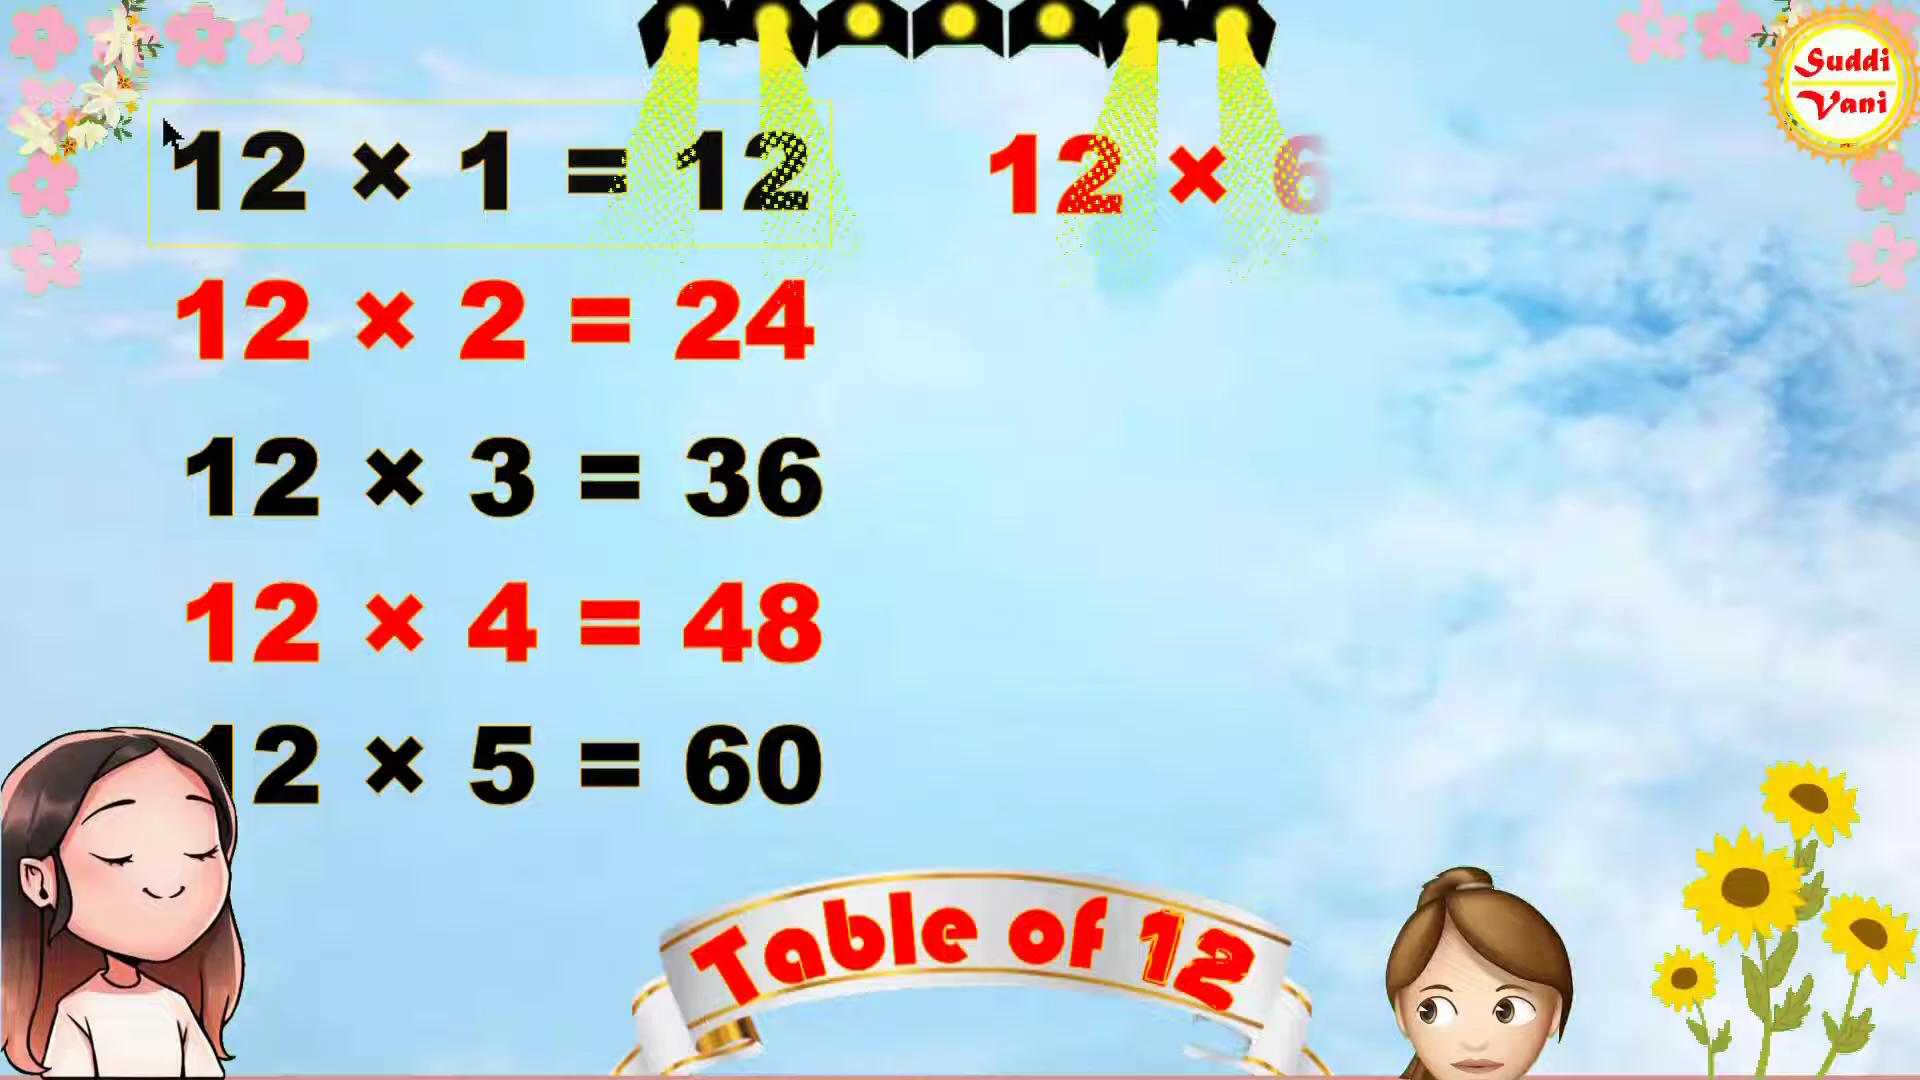 12 × 1 = 12
12 × 2 = 24
12 × 3 = 36
12 × 4 = 48
12 × 5 = 60
12 × 6
Suddi
Vani
Table of 12